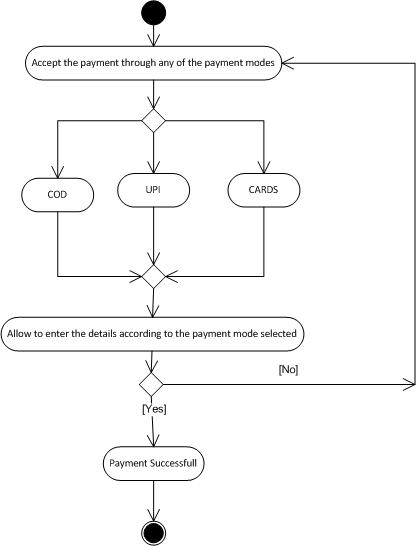 Accept the payment through any of the payment modes
COD
UPI
CARDS
Allow to enter the details according to the payment mode selected
[No]
[Yes]
Payment Successfull